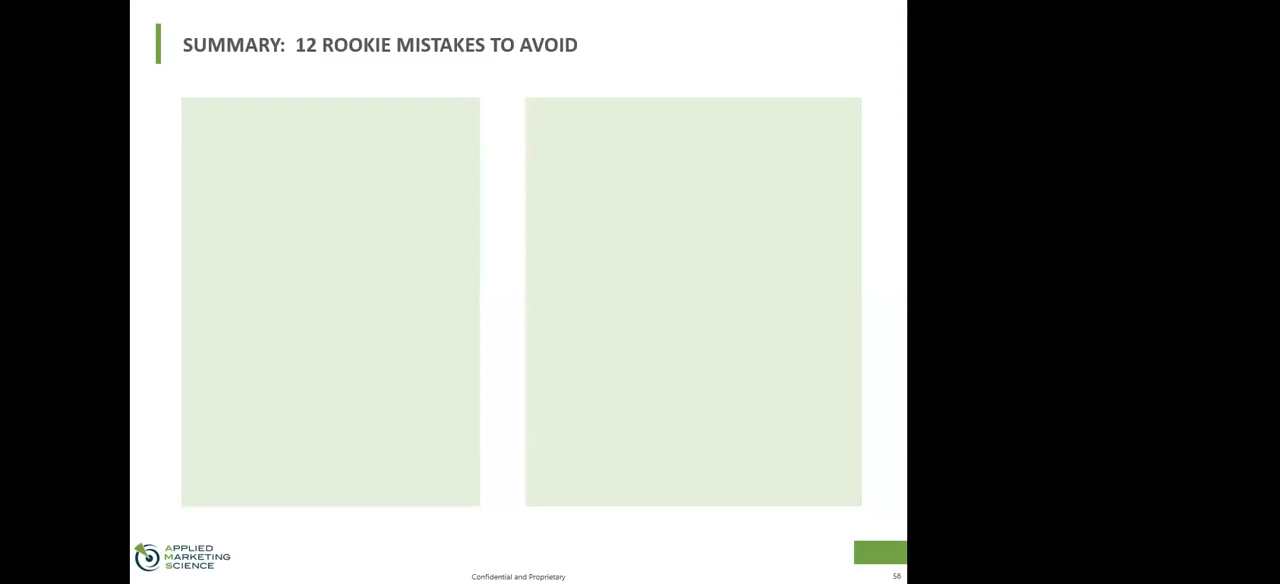 SUMMARY:  12 ROOKIE MISTAKES TO AVOID
APPLIED
MARKETING
SCIENCE
Confidential and Proprietary
56